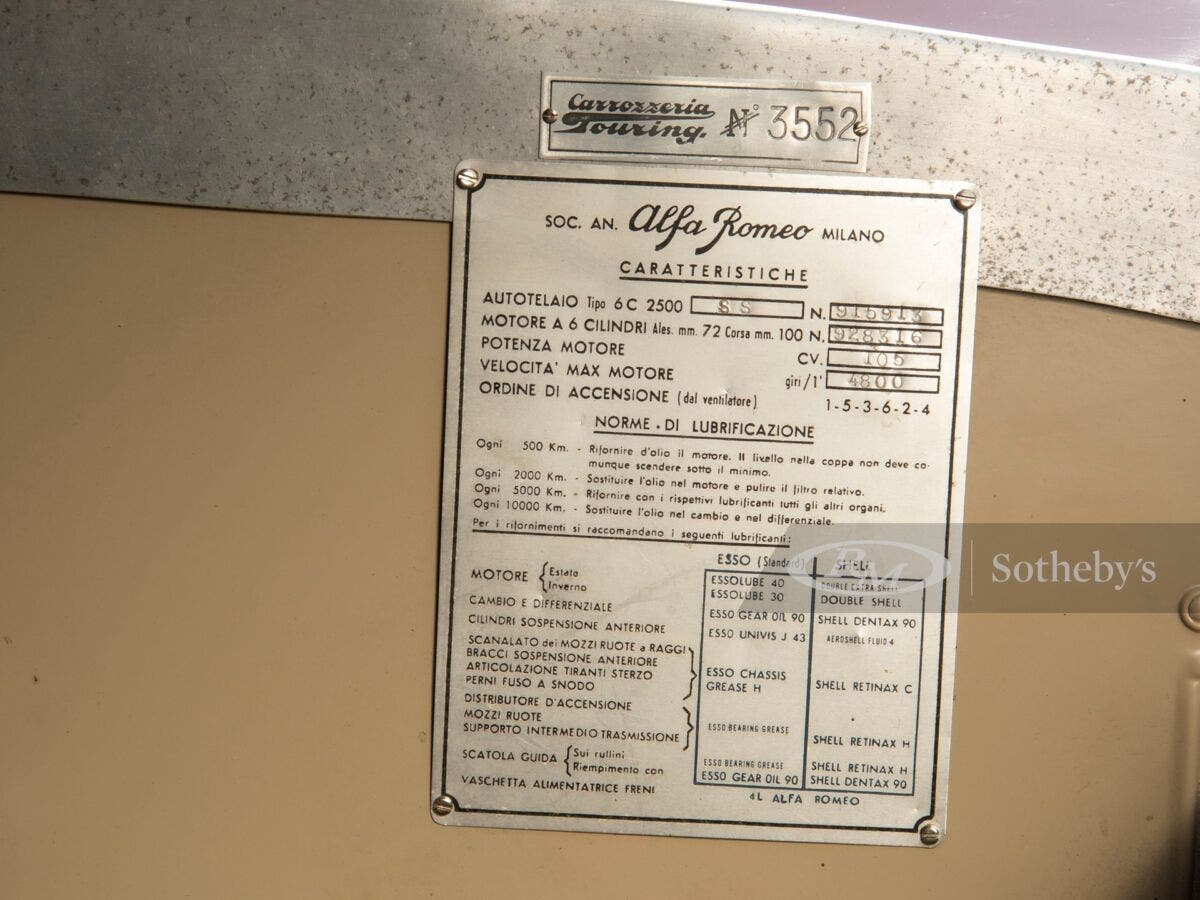 Carrozzeria
Touring. N° 3552
SOC. AN. Alfa Romeo MILANO
CARATTERISTICHE
AUTOTELAIO Tipo 6C 2500 SS N. 915913
MOTORE A 6 CILINDRI Ales. mm. 72 Corsa mm. 100 N. 928316
POTENZA MOTORE CV. 105
VELOCITA' MAX MOTORE giri/1' 4800
ORDINE DI ACCENSIONE (dal ventilatore) 1-5-3-6-2-4
NORME . DI LUBRIFICAZIONE
Ogni 500 Km. - Rifornire d'olio il motore. Il livello nella coppa non deve co-
munque scendere sotto il minimo.
Ogni 2000 Km. - Sostituire l'olio nel motore e pulire il filtro relativo.
Ogni 5000 Km. - Rifornire con i rispettivi lubrificanti tutti gli altri organi.
Ogni 10000 Km. - Sostituire l'olio nel cambio e nel differenziale.
Per i rifornimenti si raccomandano i seguenti lubrificanti:
ESSO (Standard) SHELL
MOTORE { Estate ESSOLUBE 40 DOUBLE EXTRA SHELL
Inverno ESSOLUBE 30 DOUBLE SHELL
CAMBIO E DIFFERENZIALE ESSO GEAR OIL 90 SHELL DENTAX 90
CILINDRI SOSPENSIONE ANTERIORE ESSO UNIVIS J 43 AEROSHELL FLUID 4
SCANALATO dei MOZZI RUOTE a RAGGI
BRACCI SOSPENSIONE ANTERIORE
ARTICOLAZIONE TIRANTI STERZO ESSO CHASSIS
PERNI FUSO A SNODO GREASE H SHELL RETINAX C
DISTRIBUTORE D'ACCENSIONE
MOZZI RUOTE
SUPPORTO INTERMEDIO TRASMISSIONE ESSO BEARING GREASE SHELL RETINAX H
SCATOLA GUIDA { Sui rullini ESSO BEARING GREASE SHELL RETINAX H
Riempimento con ESSO GEAR OIL 90 SHELL DENTAX 90
VASCHETTA ALIMENTATRICE FRENI 4L ALFA ROMEO
RM Sotheby's